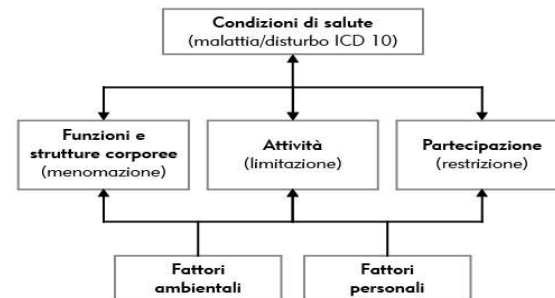 Condizioni di salute
(malattia/disturbo ICD 10)
Funzioni e
strutture corporee
(menomazione)
Attività
(limitazione)
Partecipazione
(restrizione)
Fattori
ambientali
Fattori
personali